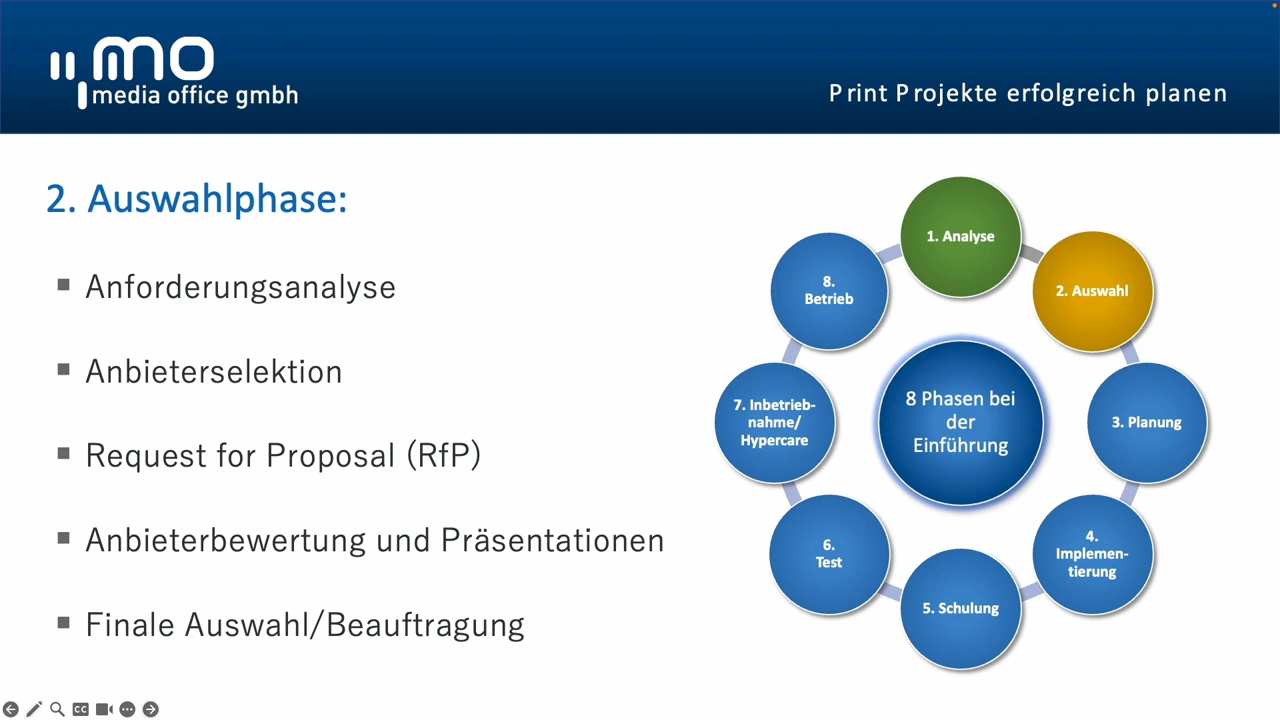 mo
media office gmbh
Print Projekte erfolgreich planen
2. Auswahlphase:
Anforderungsanalyse
Anbieterselektion
Request for Proposal (RfP)
Anbieterbewertung und Präsentationen
Finale Auswahl/Beauftragung
1. Analyse
2. Auswahl
3. Planung
4.
Implemen-
tierung
5. Schulung
6.
Test
7. Inbetrieb-
nahme/
Hypercare
8.
Betrieb
8 Phasen bei
der
Einführung
CC